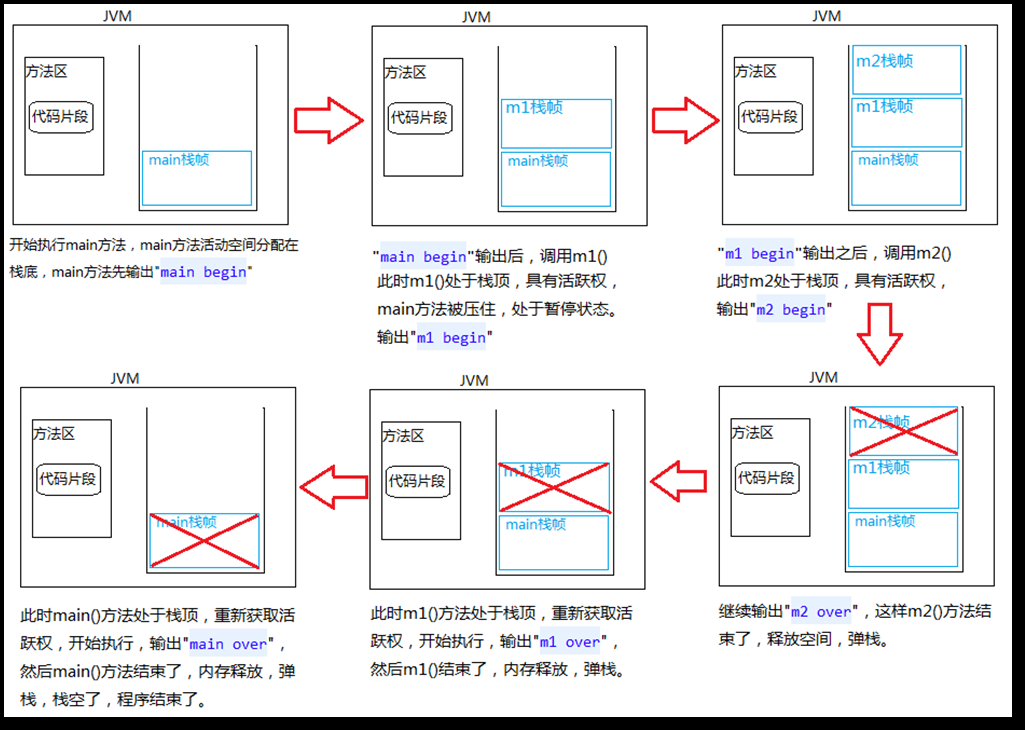 JVM
方法区
代码片段
main栈帧
开始执行main方法，main方法活动空间分配在
栈底，main方法先输出"main begin"
JVM
方法区
代码片段
m1栈帧
main栈帧
"main begin"输出后，调用m1()
此时m1()处于栈顶，具有活跃权，
main方法被压住，处于暂停状态。
输出"m1 begin"
JVM
方法区
代码片段
m2栈帧
m1栈帧
main栈帧
"m1 begin"输出之后，调用m2()
此时m2处于栈顶，具有活跃权，
输出"m2 begin"
JVM
方法区
代码片段
m2栈帧
m1栈帧
main栈帧
继续输出"m2 over"，这样m2()方法结
束了，释放空间，弹栈。
JVM
方法区
代码片段
m1栈帧
main栈帧
此时m1()方法处于栈顶，重新获取活
跃权，开始执行，输出"m1 over"，
然后m1()结束了，内存释放，弹栈。
JVM
方法区
代码片段
main栈帧
此时main()方法处于栈顶，重新获取活
跃权，开始执行，输出"main over"，
然后main()方法结束了，内存释放，弹
栈，栈空了，程序结束了。